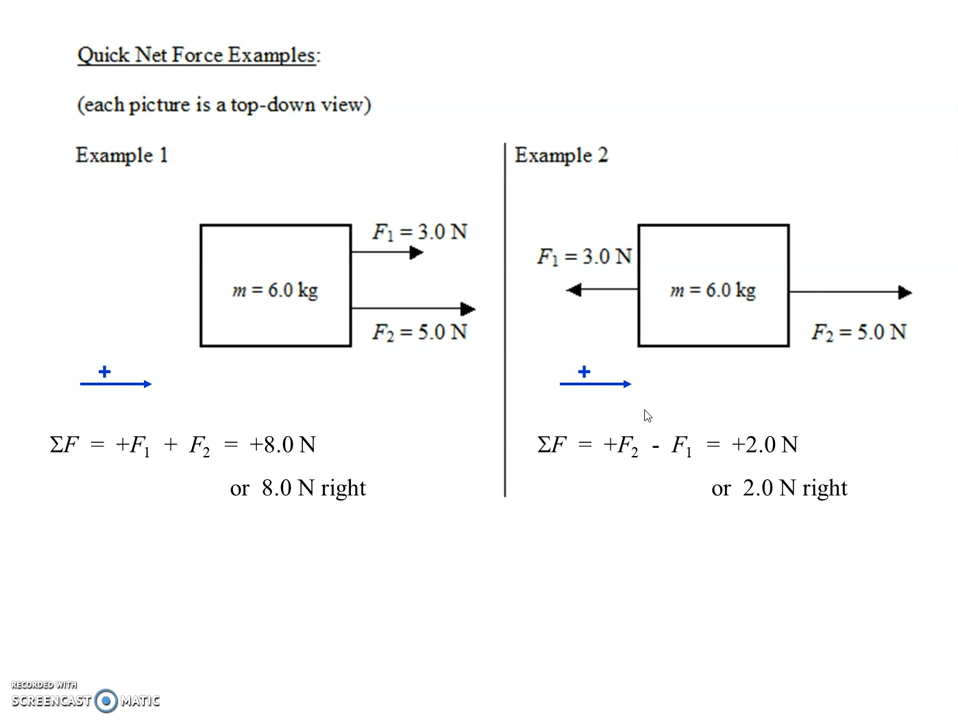 Quick Net Force Examples:
(each picture is a top-down view)
Example 1
F1 = 3.0 N
m = 6.0 kg
F2 = 5.0 N
+
ΣF = +F1 + F2 = +8.0 N
or 8.0 N right
Example 2
F1 = 3.0 N
m = 6.0 kg
F2 = 5.0 N
+
ΣF = +F2 - F1 = +2.0 N
or 2.0 N right
RECORDED WITH
SCREENCAST MATIC